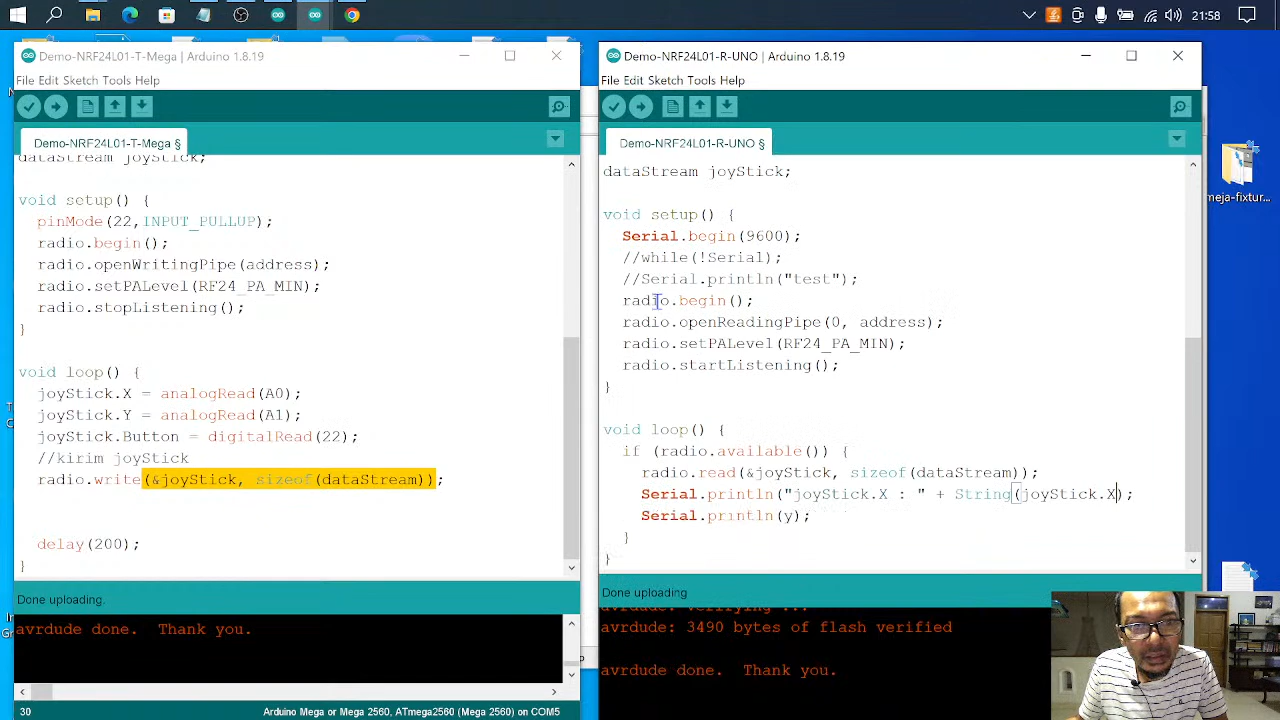 21:58
Demo-NRF24L01-T-Mega | Arduino 1.8.19
File Edit Sketch Tools Help
Demo-NRF24L01-T-Mega §
dataStream joyStick;
void setup() {
pinMode(22,INPUT_PULLUP);
radio.begin();
radio.openWritingPipe(address);
radio.setPALevel(RF24_PA_MIN);
radio.stopListening();
}
void loop() {
joyStick.X = analogRead(A0);
joyStick.Y = analogRead(A1);
joyStick.Button = digitalRead(22);
//kirim joyStick
radio.write(&joyStick, sizeof(dataStream));
delay(200);
}
Done uploading.
avrdude done.  Thank you.
30
Arduino Mega or Mega 2560, ATmega2560 (Mega 2560) on COM5
Demo-NRF24L01-R-UNO | Arduino 1.8.19
File Edit Sketch Tools Help
Demo-NRF24L01-R-UNO §
dataStream joyStick;
void setup() {
Serial.begin(9600);
//while(!Serial);
//Serial.println("test");
radio.begin();
radio.openReadingPipe(0, address);
radio.setPALevel(RF24_PA_MIN);
radio.startListening();
}
void loop() {
if (radio.available()) {
radio.read(&joyStick, sizeof(dataStream));
Serial.println("joyStick.X : " + String(joyStick.X);
Serial.println(y);
}
}
Done uploading
avrdude: verifying ...
avrdude: 3490 bytes of flash verified
avrdude done.  Thank you.
meja-fixtur...